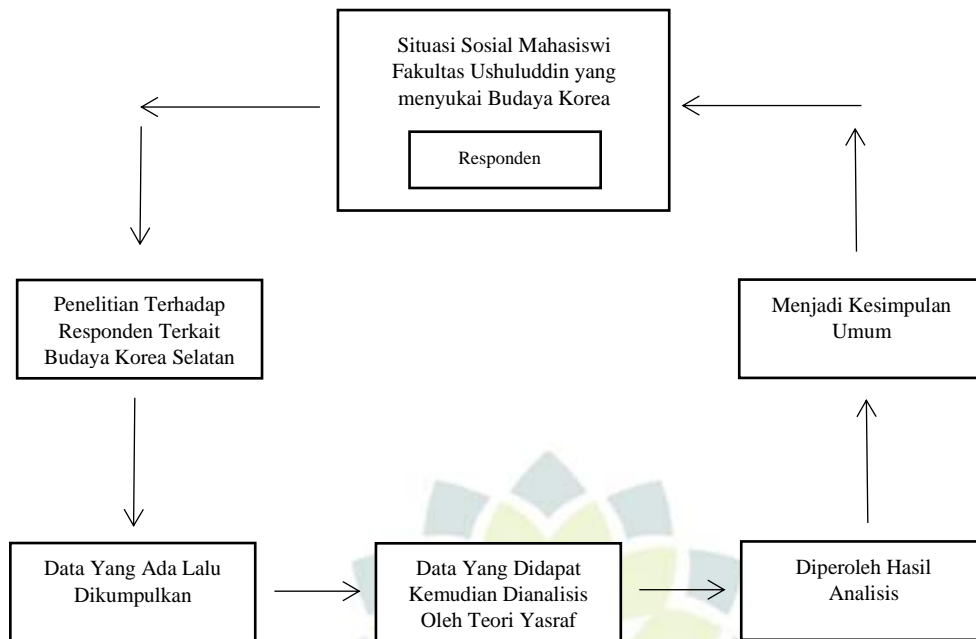 Situasi Sosial Mahasiswi
Fakultas Ushuluddin yang
menyukai Budaya Korea
Responden
Penelitian Terhadap
Responden Terkait
Budaya Korea Selatan
Menjadi Kesimpulan
Umum
Data Yang Ada Lalu
Dikumpulkan
Data Yang Didapat
Kemudian Dianalisis
Oleh Teori Yasraf
Diperoleh Hasil
Analisis